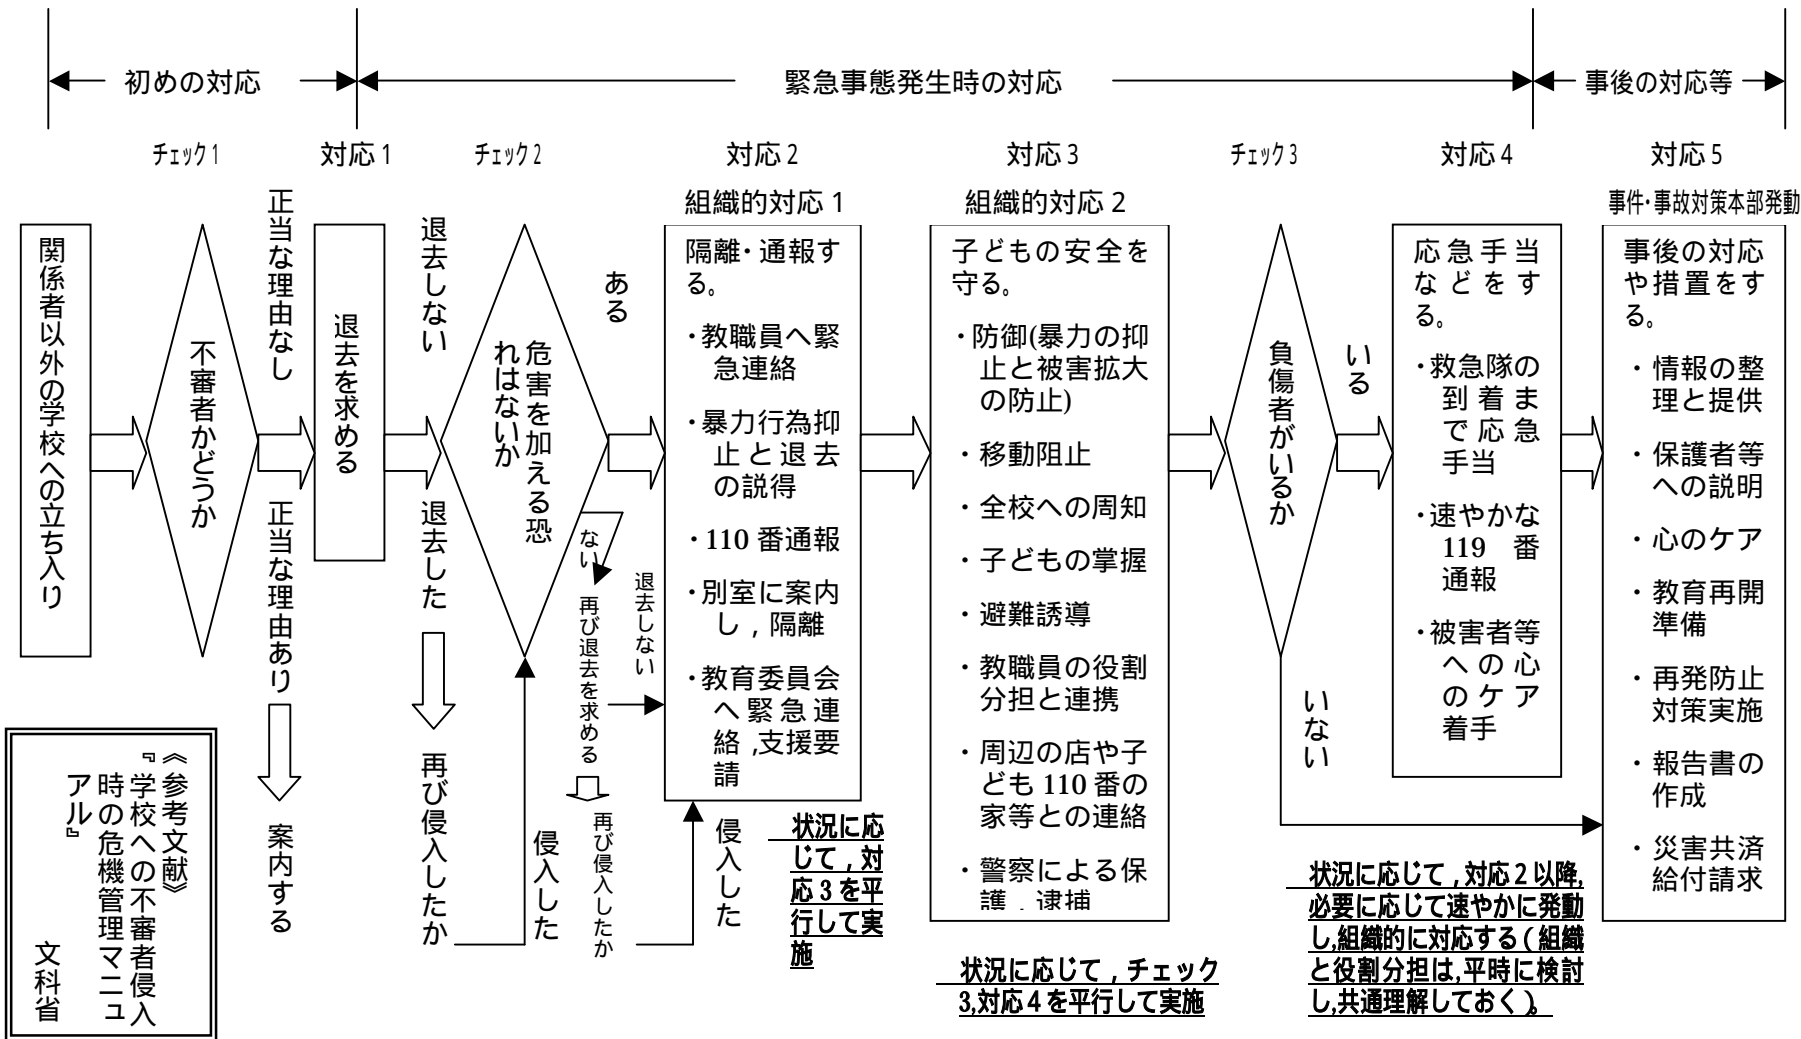 初めの対応
緊急事態発生時の対応
事後の対応等
チェック1
対応1
チェック2
対応2
対応3
チェック3
対応4
対応5
組織的対応1
組織的対応2
事件・事故対策本部発動
関係者以外の学校への立ち入り
不審者かどうか
正当な理由なし
正当な理由あり
案内する
退去を求める
退去しない
退去した
再び侵入したか
侵入した
危害を加える恐
れはないか
ある
ない
再び退去を求める
退去しない
再び侵入したか
侵入した
隔離・通報す
る。
・教職員へ緊
急連絡
・暴力行為抑
止と退去
の説得
・110番通報
・別室に案内
し,隔離
・教育委員会
へ緊急連
絡,支援要
請
状況に応
じて,対
応3を平
行して実
施
子どもの安全を
守る。
・防御(暴力の抑
止と被害拡大
の防止)
・移動阻止
・全校への周知
・子どもの掌握
・避難誘導
・教職員の役割
分担と連携
・周辺の店や子
ども110番の
家等との連絡
・警察による保
護,逮捕
状況に応じて,チェック
3,対応4を平行して実施
負傷者がいるか
いる
いない
応急手当
などをす
る。
・救急隊の
到着ま
で応急
手当
・速やかな
119番
通報
・被害者等
への心
のケア
着手
状況に応じて,対応2以降,
必要に応じて速やかに発動
し,組織的に対応する(組織
と役割分担は,平時に検討
し,共通理解しておく)。
事後の対応
や措置をす
る。
・情報の整
理と提供
・保護者等
への説明
・心のケア
・教育再開
準備
・再発防止
対策実施
・報告書の
作成
・災害共済
給付請求
《参考文献》
『学校への不審者侵入
時の危機管理マニュ
アル』
文科省